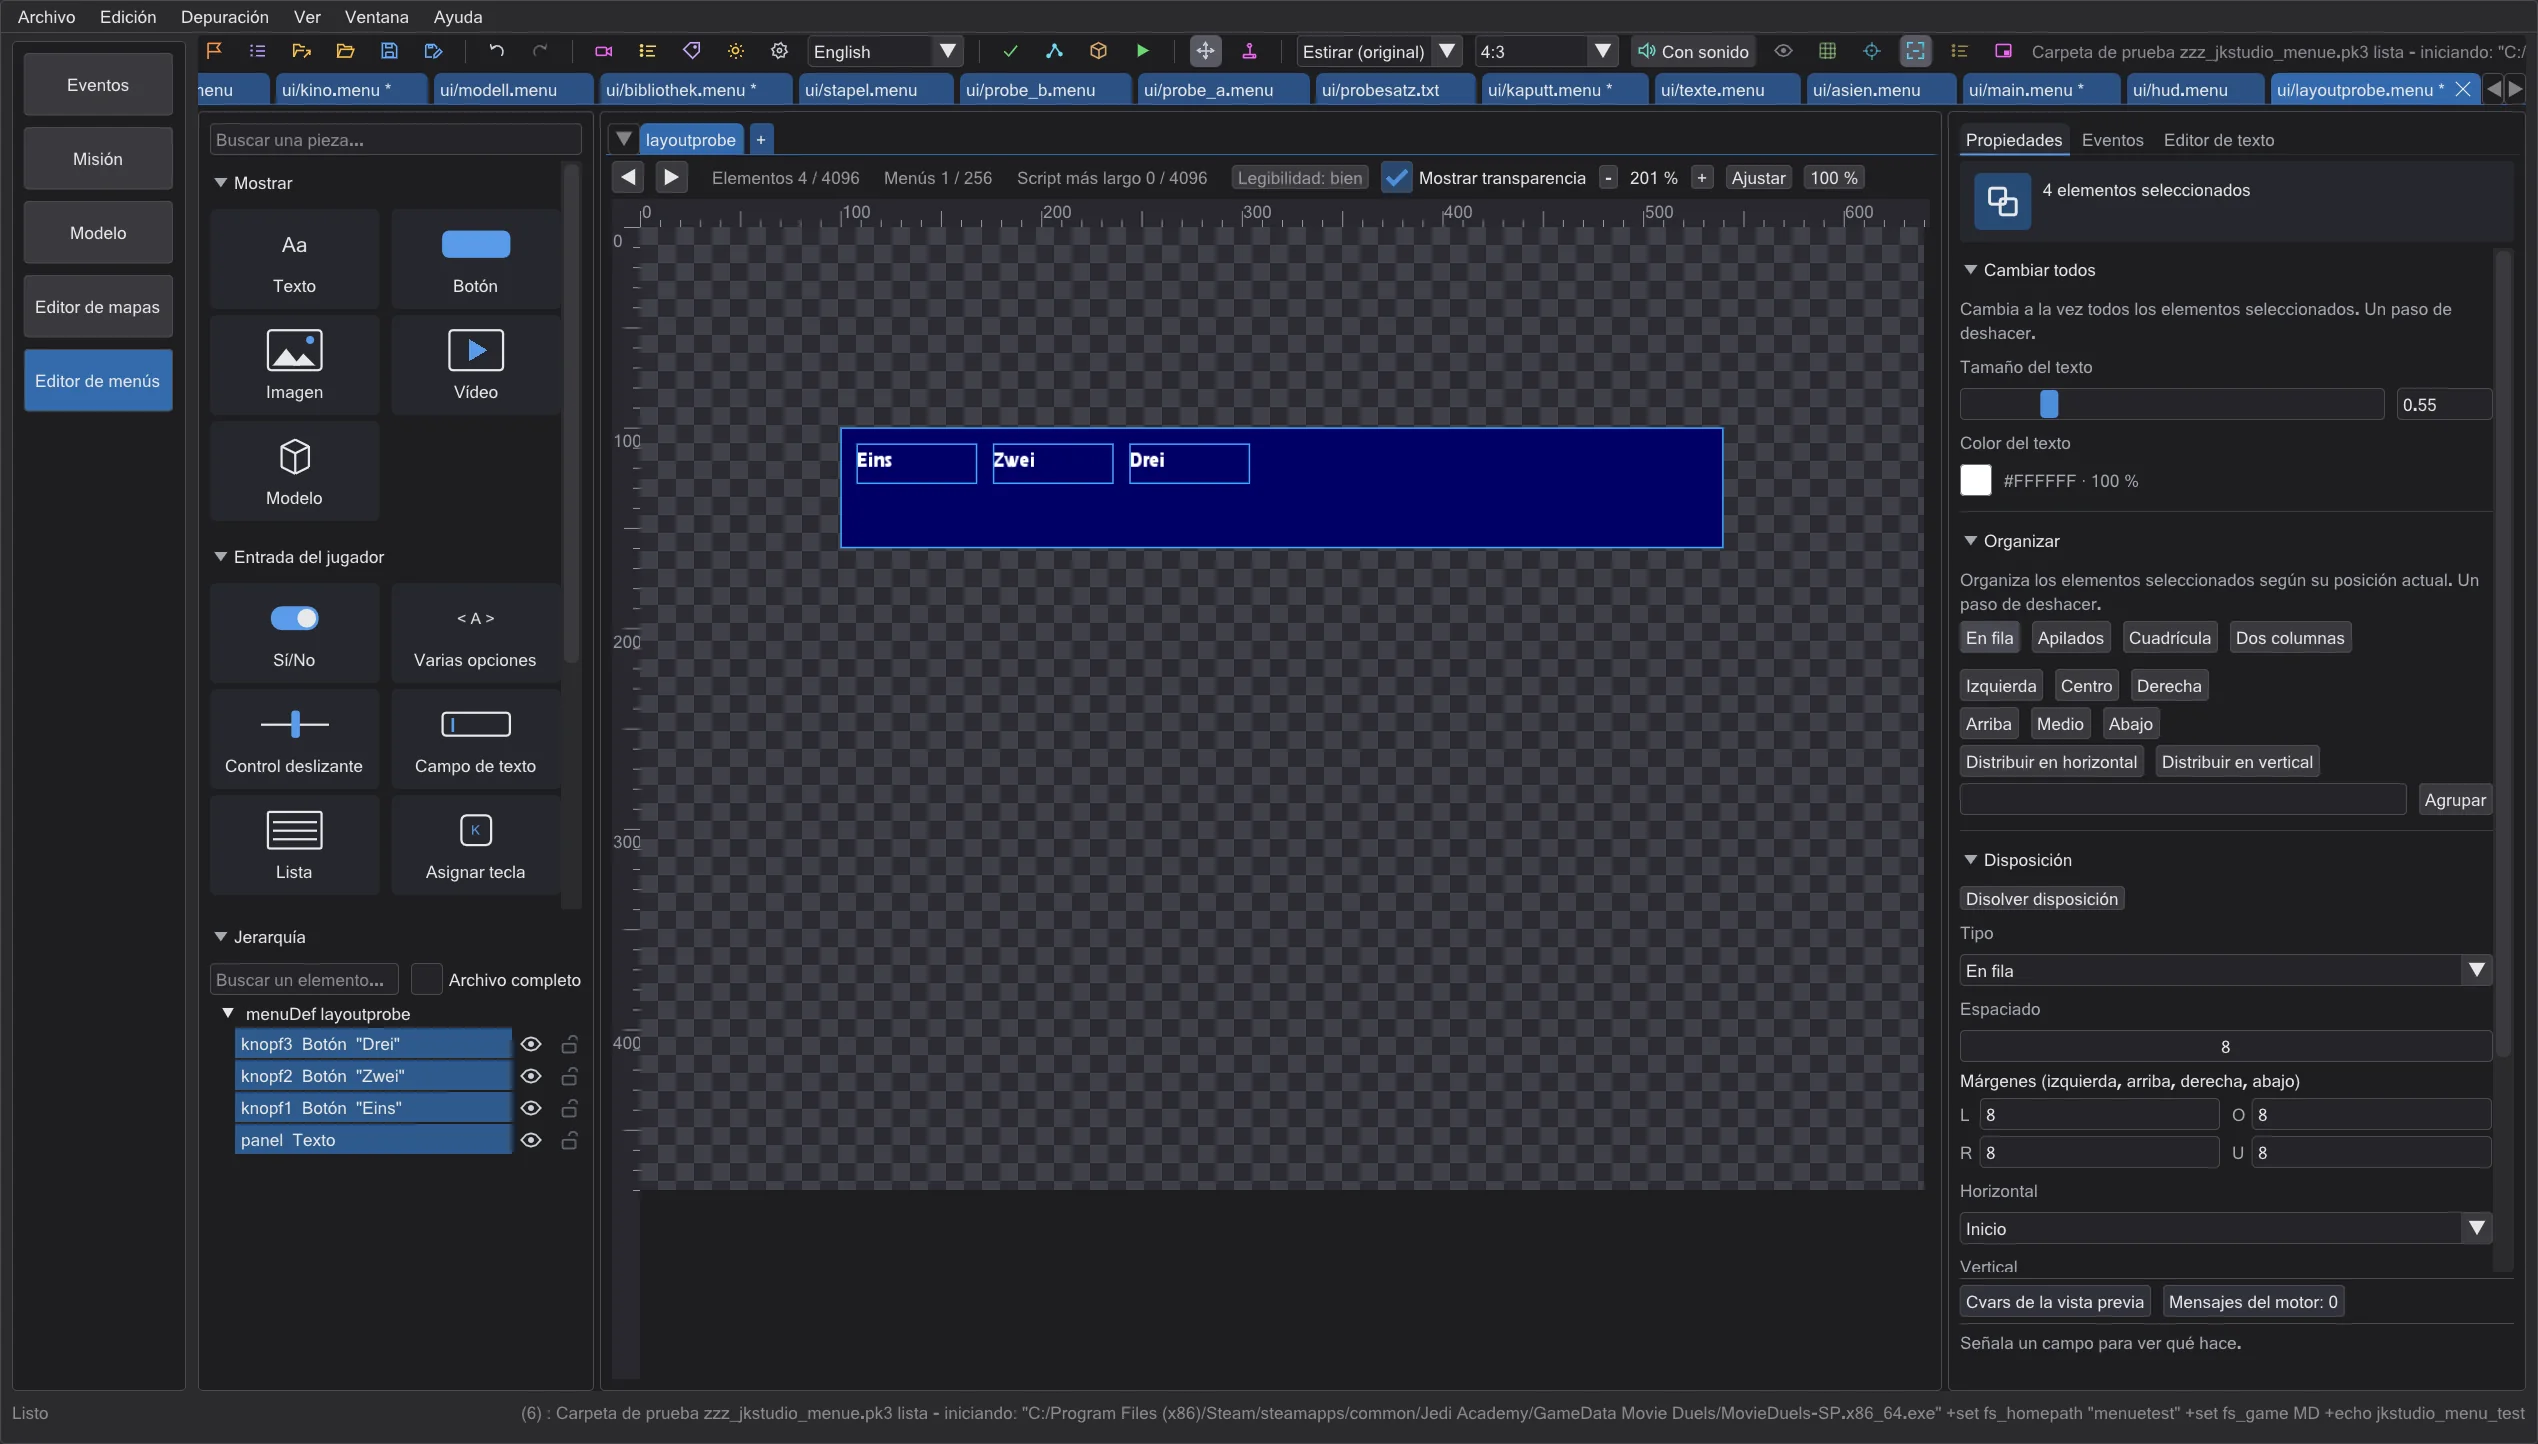 Archivo Edición Depuración Ver Ventana Ayuda
English Estirar (original) 4:3 Con sonido Carpeta de prueba zzz_jkstudio_menue.pk3 lista - iniciando: "C:/
ui/kino.menu * ui/modell.menu ui/bibliothek.menu * ui/stapel.menu ui/probe_b.menu ui/probe_a.menu ui/probesatz.txt ui/kaputt.menu * ui/texte.menu ui/asien.menu ui/main.menu * ui/hud.menu ui/layoutprobe.menu *
Eventos
Misión
Modelo
Editor de mapas
Editor de menús
Buscar una pieza...
Mostrar
Aa
Texto Botón
Imagen Vídeo
Modelo
Entrada del jugador
< A >
Sí/No Varias opciones
Control deslizante Campo de texto
K
Lista Asignar tecla
Jerarquía
Buscar un elemento... Archivo completo
menuDef layoutprobe
knopf3 Botón "Drei"
knopf2 Botón "Zwei"
knopf1 Botón "Eins"
panel Texto
layoutprobe +
Elementos 4 / 4096 Menús 1 / 256 Script más largo 0 / 4096 Legibilidad: bien Mostrar transparencia - 201 % + Ajustar 100 %
0 100 200 300 400 500 600
0
100
200
300
400
Eins Zwei Drei
Propiedades Eventos Editor de texto
4 elementos seleccionados
Cambiar todos
Cambia a la vez todos los elementos seleccionados. Un paso de
deshacer.
Tamaño del texto
0.55
Color del texto
#FFFFFF · 100 %
Organizar
Organiza los elementos seleccionados según su posición actual. Un
paso de deshacer.
En fila Apilados Cuadrícula Dos columnas
Izquierda Centro Derecha
Arriba Medio Abajo
Distribuir en horizontal Distribuir en vertical
Agrupar
Disposición
Disolver disposición
Tipo
En fila
Espaciado
8
Márgenes (izquierda, arriba, derecha, abajo)
L 8 O 8
R 8 U 8
Horizontal
Inicio
Vertical
Cvars de la vista previa Mensajes del motor: 0
Señala un campo para ver qué hace.
Listo (6) : Carpeta de prueba zzz_jkstudio_menue.pk3 lista - iniciando: "C:/Program Files (x86)/Steam/steamapps/common/Jedi Academy/GameData Movie Duels/MovieDuels-SP.x86_64.exe" +set fs_homepath "menuetest" +set fs_game MD +echo jkstudio_menu_test